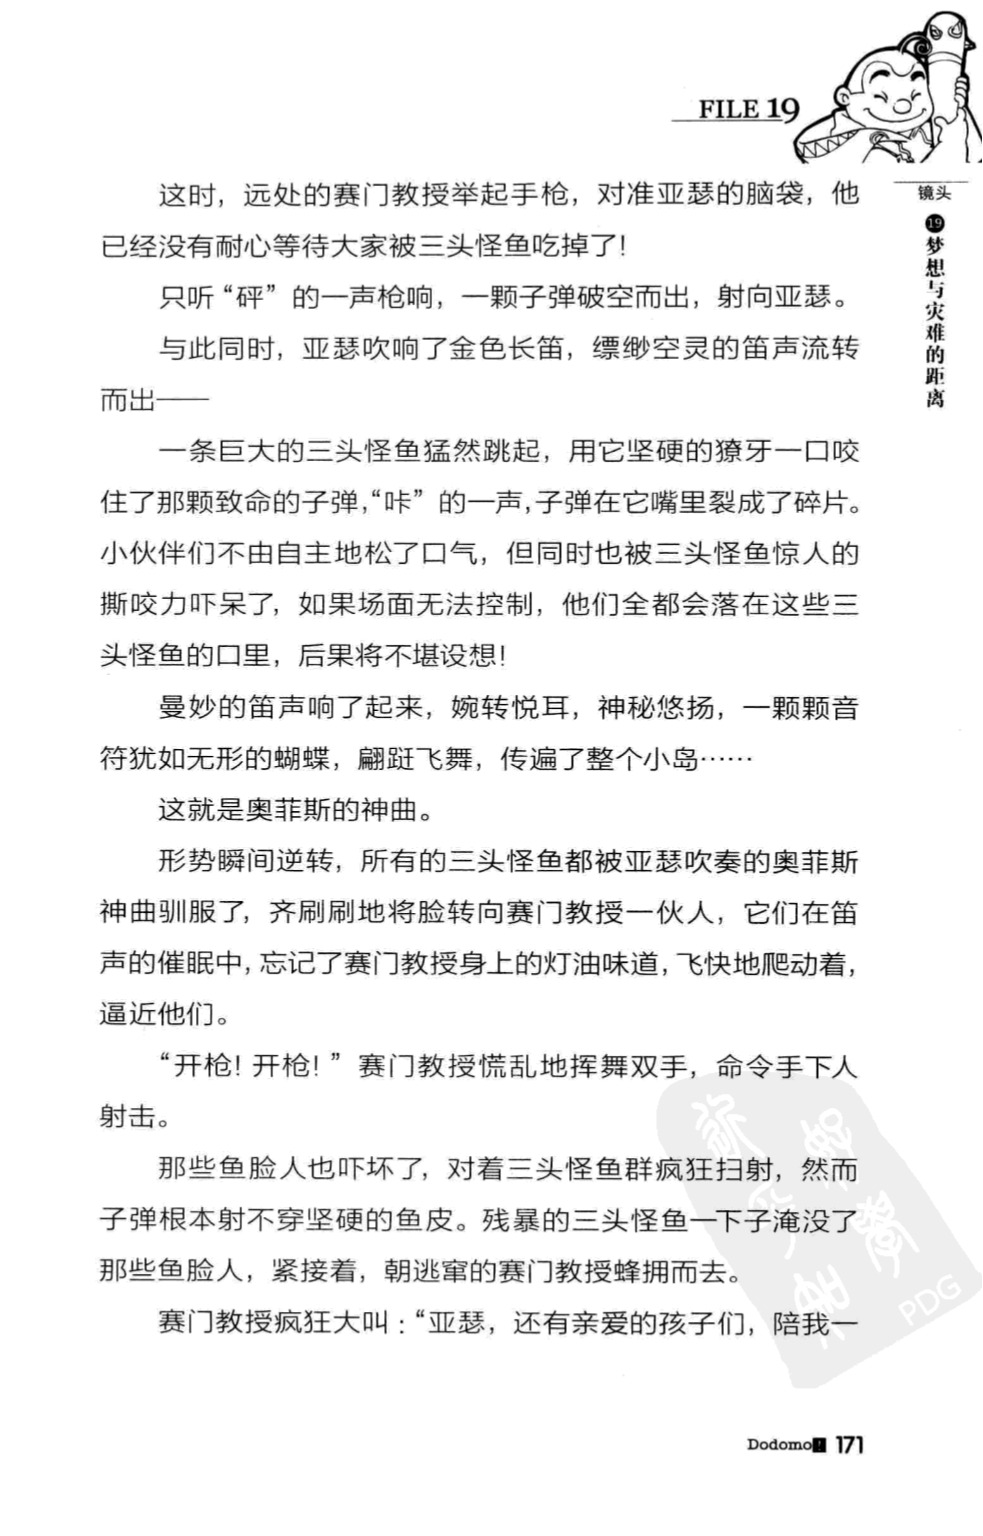 FILE 19
镜头
⑲梦想与灾难的距离
这时，远处的赛门教授举起手枪，对准亚瑟的脑袋，他
已经没有耐心等待大家被三头怪鱼吃掉了！
只听“砰”的一声枪响，一颗子弹破空而出，射向亚瑟。
与此同时，亚瑟吹响了金色长笛，缥缈空灵的笛声流转
而出——
一条巨大的三头怪鱼猛然跳起，用它坚硬的獠牙一口咬
住了那颗致命的子弹，“咔”的一声，子弹在它嘴里裂成了碎片。
小伙伴们不由自主地松了口气，但同时也被三头怪鱼惊人的
撕咬力吓呆了，如果场面无法控制，他们全都会落在这些三
头怪鱼的口里，后果将不堪设想！
曼妙的笛声响了起来，婉转悦耳，神秘悠扬，一颗颗音
符犹如无形的蝴蝶，翩跹飞舞，传遍了整个小岛……
这就是奥菲斯的神曲。
形势瞬间逆转，所有的三头怪鱼都被亚瑟吹奏的奥菲斯
神曲驯服了，齐刷刷地将脸转向赛门教授一伙人，它们在笛
声的催眠中，忘记了赛门教授身上的灯油味道，飞快地爬动着，
逼近他们。
“开枪！开枪！”赛门教授慌乱地挥舞双手，命令手下人
射击。
那些鱼脸人也吓坏了，对着三头怪鱼群疯狂扫射，然而
子弹根本射不穿坚硬的鱼皮。残暴的三头怪鱼一下子淹没了
那些鱼脸人，紧接着，朝逃窜的赛门教授蜂拥而去。
赛门教授疯狂大叫：“亚瑟，还有亲爱的孩子们，陪我一
PDG
Dodomo! 171